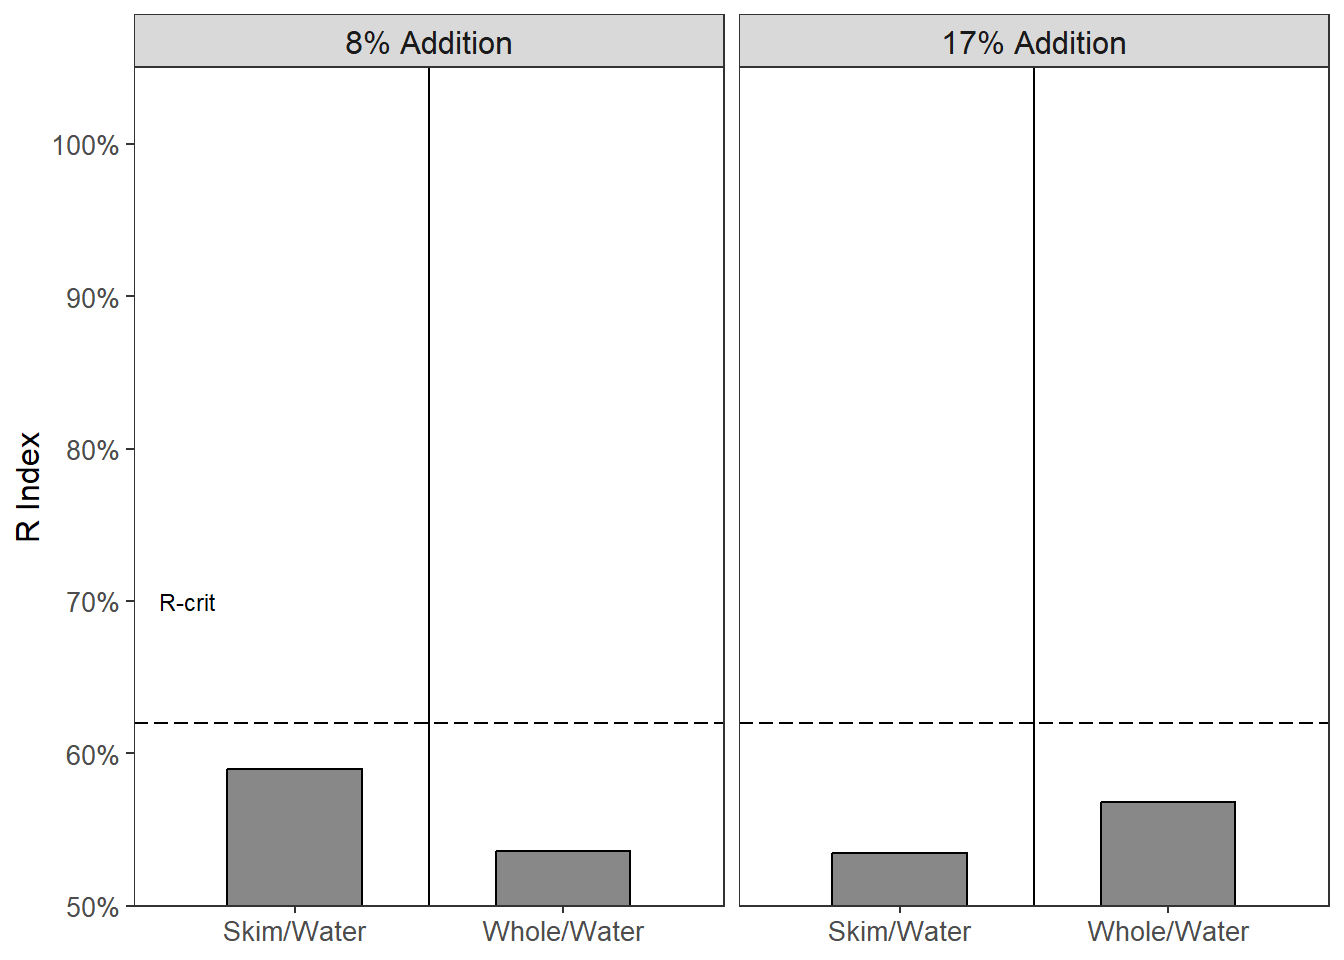 8% Addition
17% Addition
100%
90%
80%
70%
60%
50%
R Index
R-crit
Skim/Water
Whole/Water
Skim/Water
Whole/Water